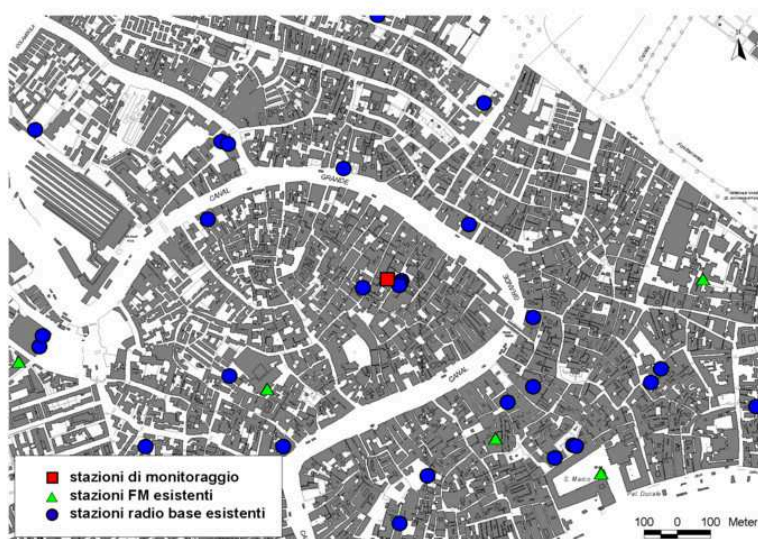 CANAL
GRANDE
GRANDE
CANAL
stazioni di monitoraggio
stazioni FM esistenti
stazioni radio base esistenti
S. Marco
Pal. Ducale
100 0 100 Meter